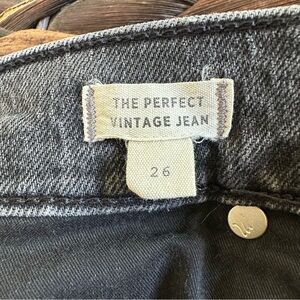 THE PERFECT
VINTAGE JEAN
26